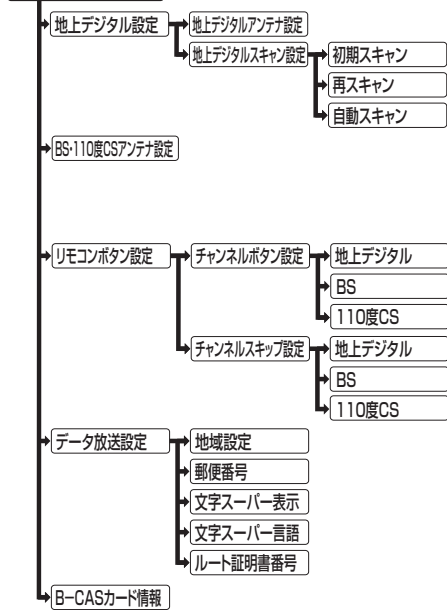 地上デジタル設定
地上デジタルアンテナ設定
地上デジタルスキャン設定
初期スキャン
再スキャン
自動スキャン
BS・110度CSアンテナ設定
リモコンボタン設定
チャンネルボタン設定
地上デジタル
BS
110度CS
チャンネルスキップ設定
地上デジタル
BS
110度CS
データ放送設定
地域設定
郵便番号
文字スーパー表示
文字スーパー言語
ルート証明書番号
B-CASカード情報